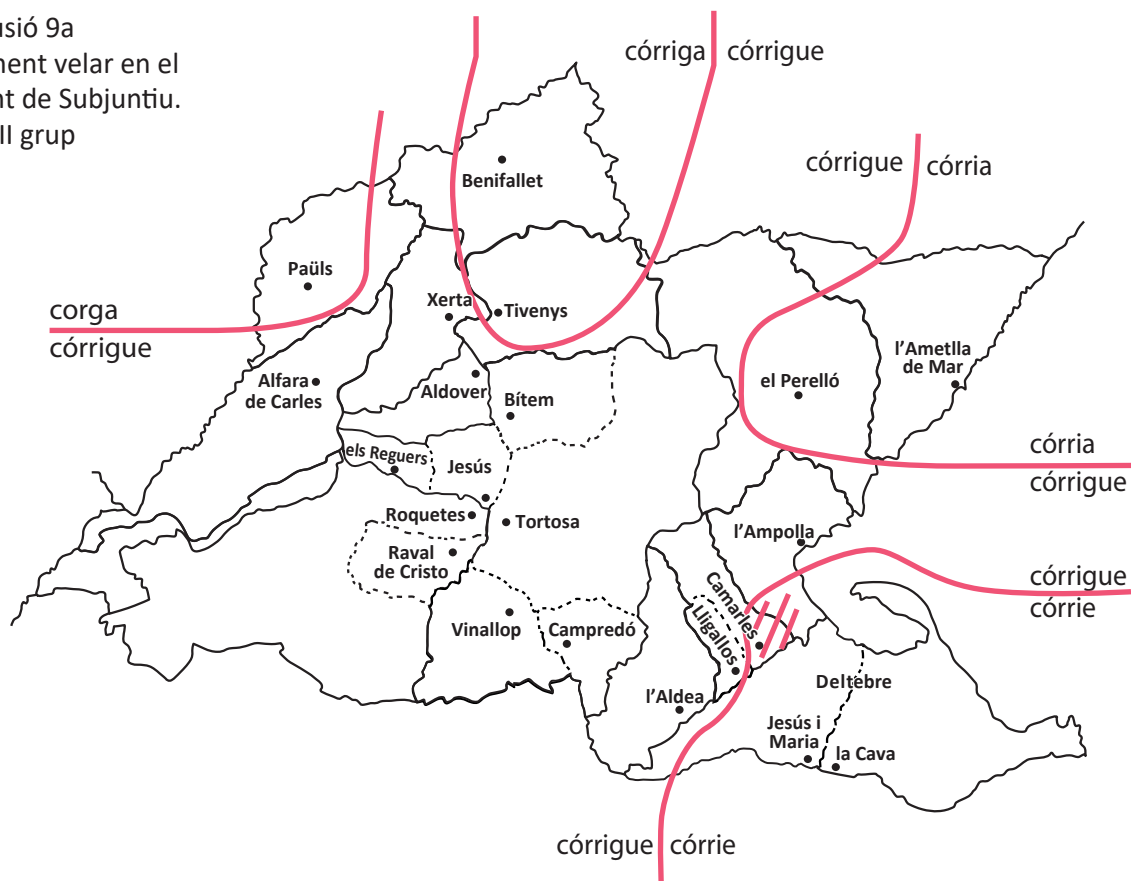 usió 9a
ment velar en el
nt de Subjuntiu.
II grup
córriga córrigue
córrigue córria
Benifallet
Paüls
Xerta
Tivenys
corga
córrigue
l'Ametlla
de Mar
el Perelló
Alfara
de Carles
Aldover
Bítem
els Reguers
Jesús
córria
córrigue
Roquetes
Tortosa
l'Ampolla
Raval
de Cristo
córrigue
córrie
Camarles
Lligallos
Vinallop
Campredó
l'Aldea
Deltebre
Jesús i
Maria
la Cava
córrigue córrie